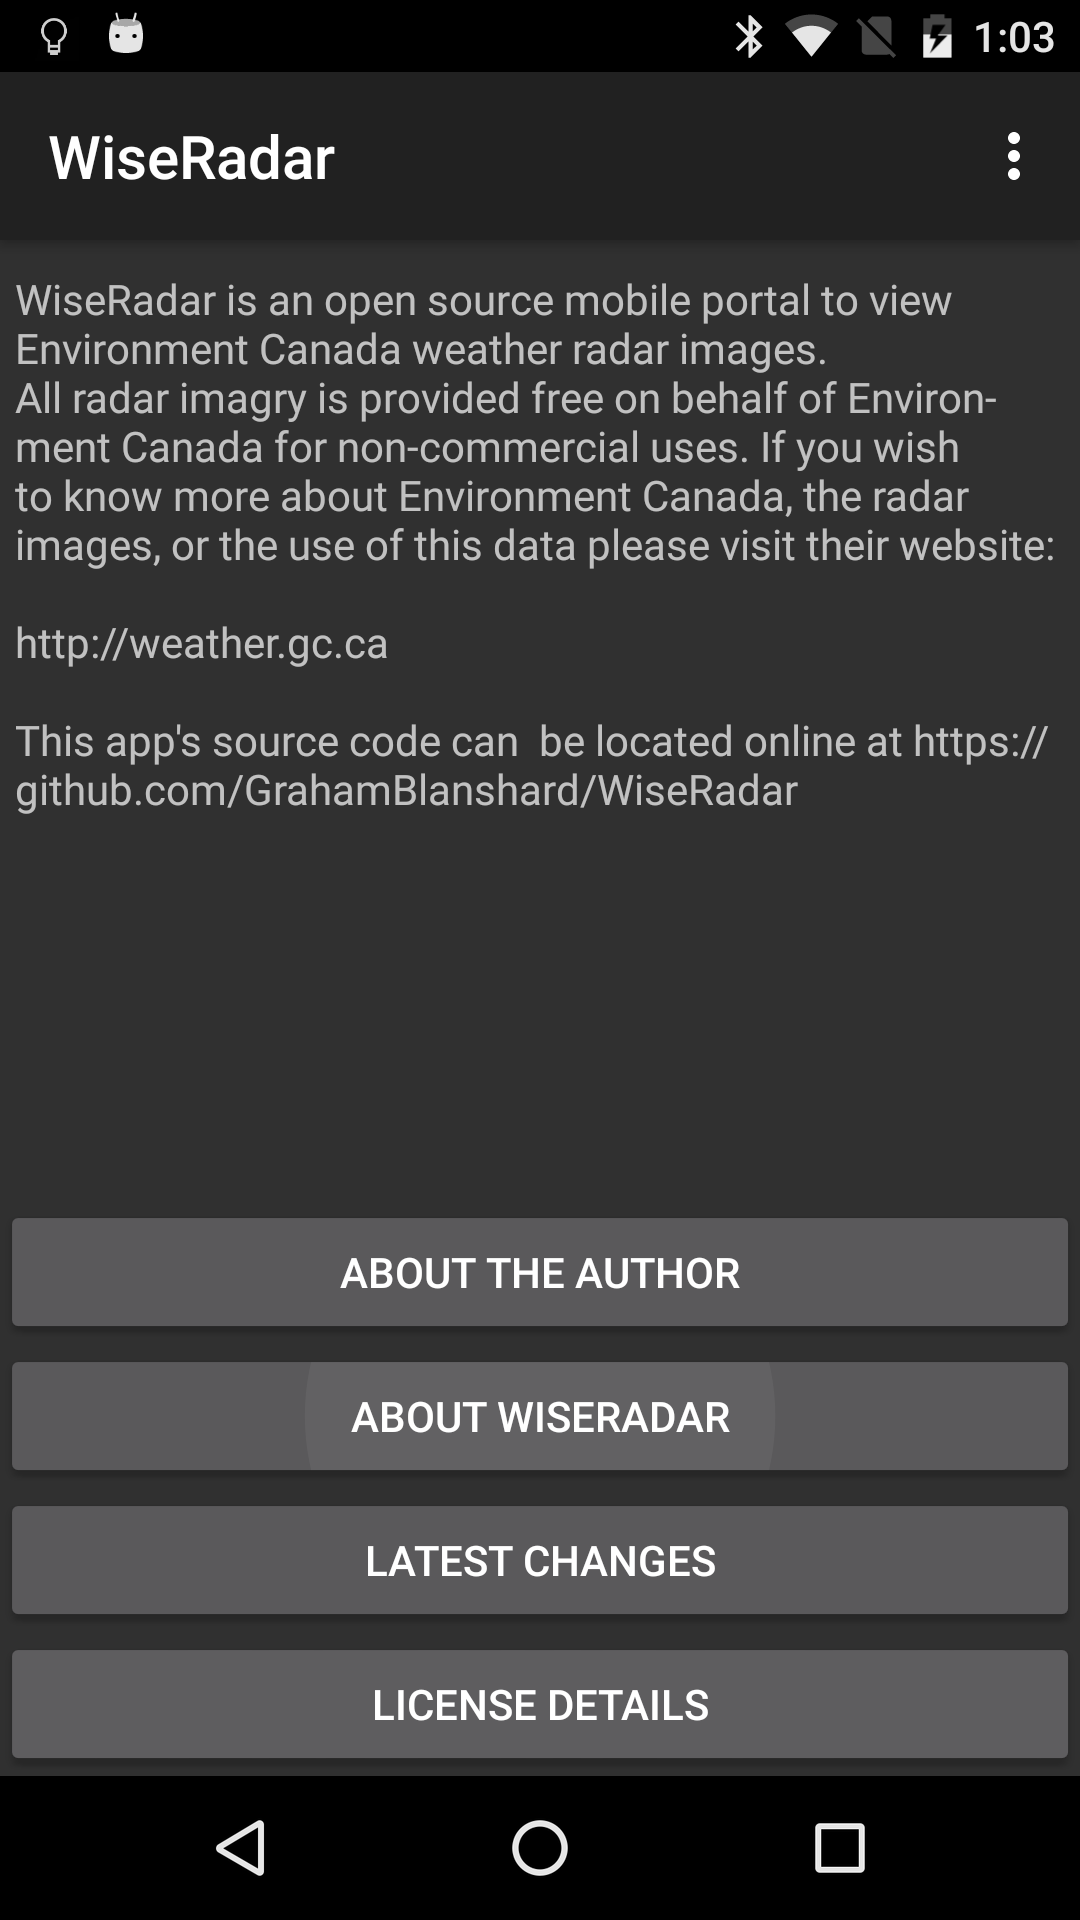 1:03
WiseRadar
WiseRadar is an open source mobile portal to view
Environment Canada weather radar images.
All radar imagry is provided free on behalf of Environ-
ment Canada for non-commercial uses. If you wish
to know more about Environment Canada, the radar
images, or the use of this data please visit their website:
http://weather.gc.ca
This app's source code can  be located online at https://
github.com/GrahamBlanshard/WiseRadar
ABOUT THE AUTHOR
ABOUT WISERADAR
LATEST CHANGES
LICENSE DETAILS